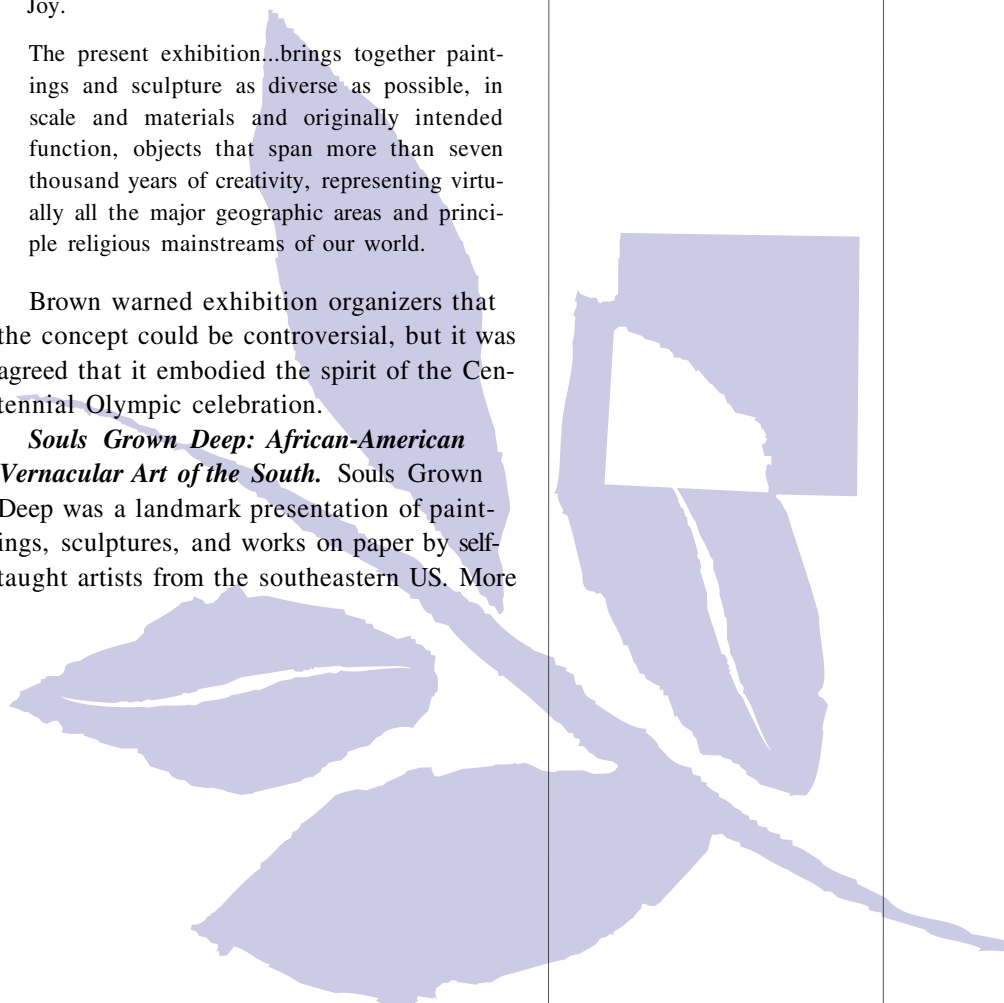 Joy.
The present exhibition...brings together paint-
ings and sculpture as diverse as possible, in
scale and materials and originally intended
function, objects that span more than seven
thousand years of creativity, representing virtu-
ally all the major geographic areas and princi-
ple religious mainstreams of our world.
Brown warned exhibition organizers that
the concept could be controversial, but it was
agreed that it embodied the spirit of the Cen-
tennial Olympic celebration.
Souls Grown Deep: African-American
Vernacular Art of the South. Souls Grown
Deep was a landmark presentation of paint-
ings, sculptures, and works on paper by self-
taught artists from the southeastern US. More